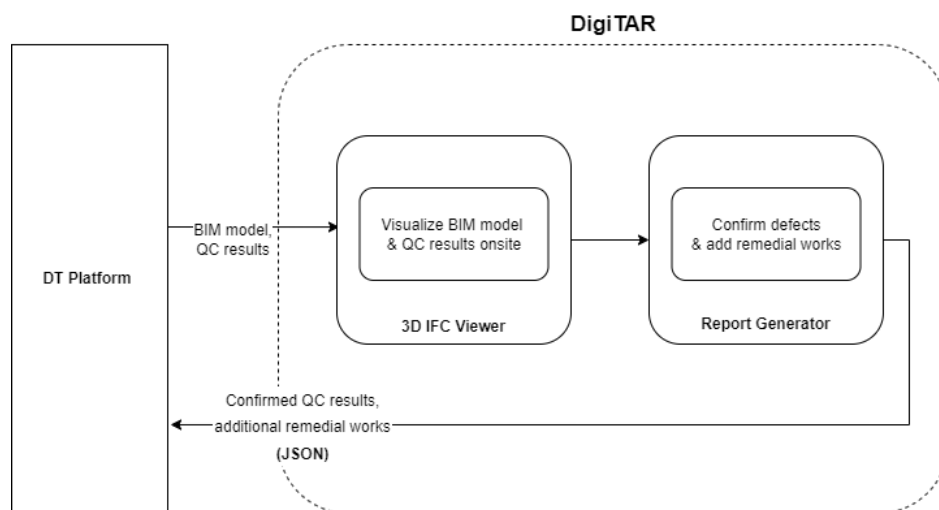 DigiTAR
BIM model,
QC results
Visualize BIM model
& QC results onsite
Confirm defects
& add remedial works
DT Platform
3D IFC Viewer
Report Generator
Confirmed QC results,
additional remedial works
(JSON)